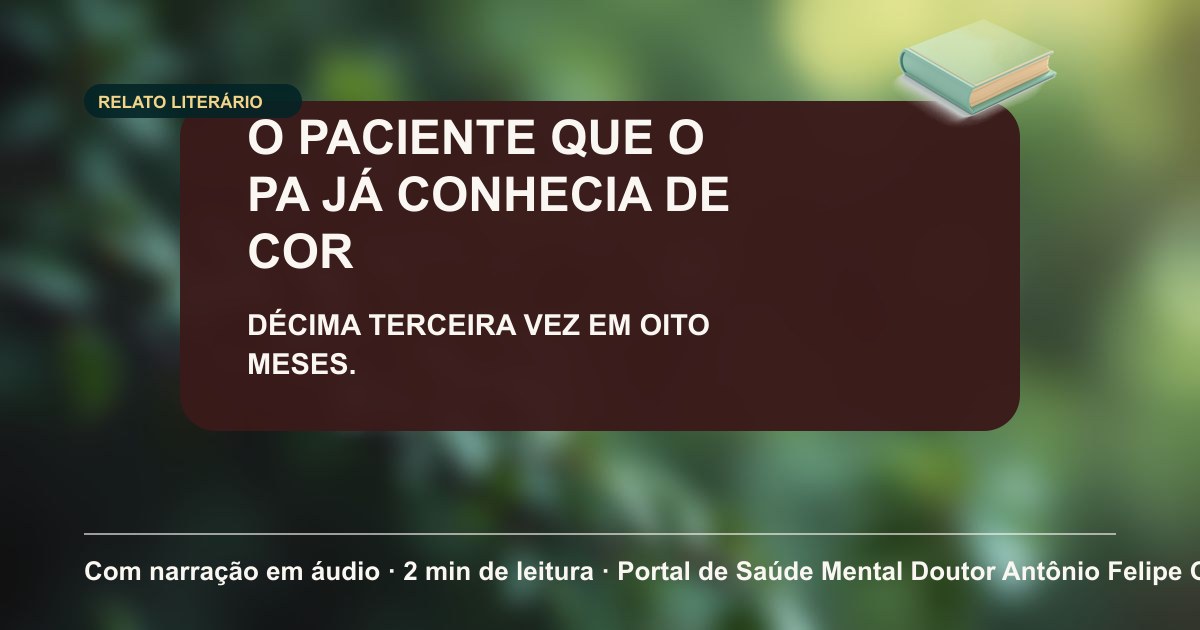 RELATO LITERÁRIO
O PACIENTE QUE O
PA JÁ CONHECIA DE
COR
DÉCIMA TERCEIRA VEZ EM OITO
MESES.
Com narração em áudio · 2 min de leitura · Portal de Saúde Mental Doutor Antônio Felipe